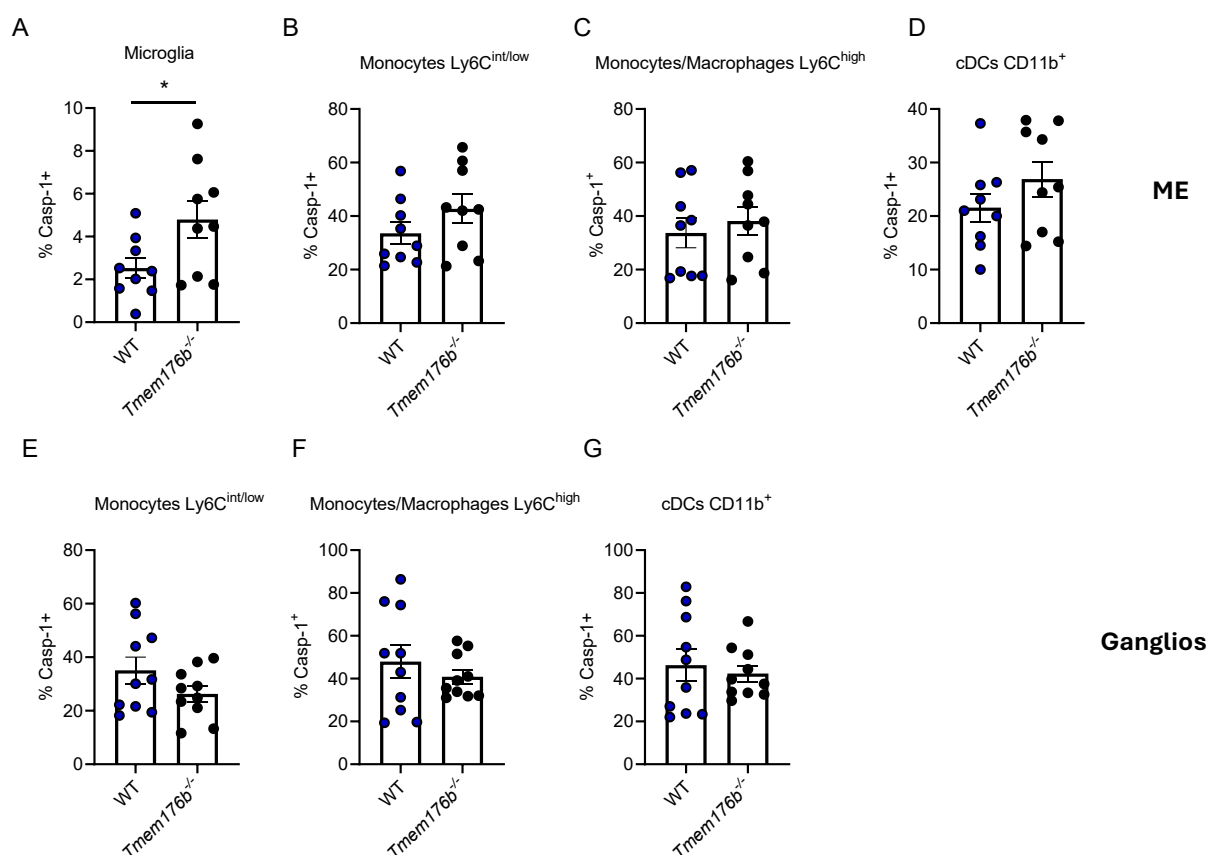 A
Microglia
*
% Casp-1+
10
8
6
4
2
0
WT
Tmem176b-/-
B
Monocytes Ly6Cint/low
% Casp-1+
80
60
40
20
0
WT
Tmem176b-/-
C
Monocytes/Macrophages Ly6Chigh
% Casp-1+
80
60
40
20
0
WT
Tmem176b-/-
D
cDCs CD11b+
% Casp-1+
40
30
20
10
0
WT
Tmem176b-/-
ME
E
Monocytes Ly6Cint/low
% Casp-1+
80
60
40
20
0
WT
Tmem176b-/-
F
Monocytes/Macrophages Ly6Chigh
% Casp-1+
100
80
60
40
20
0
WT
Tmem176b-/-
G
cDCs CD11b+
% Casp-1+
100
80
60
40
20
0
WT
Tmem176b-/-
Ganglios